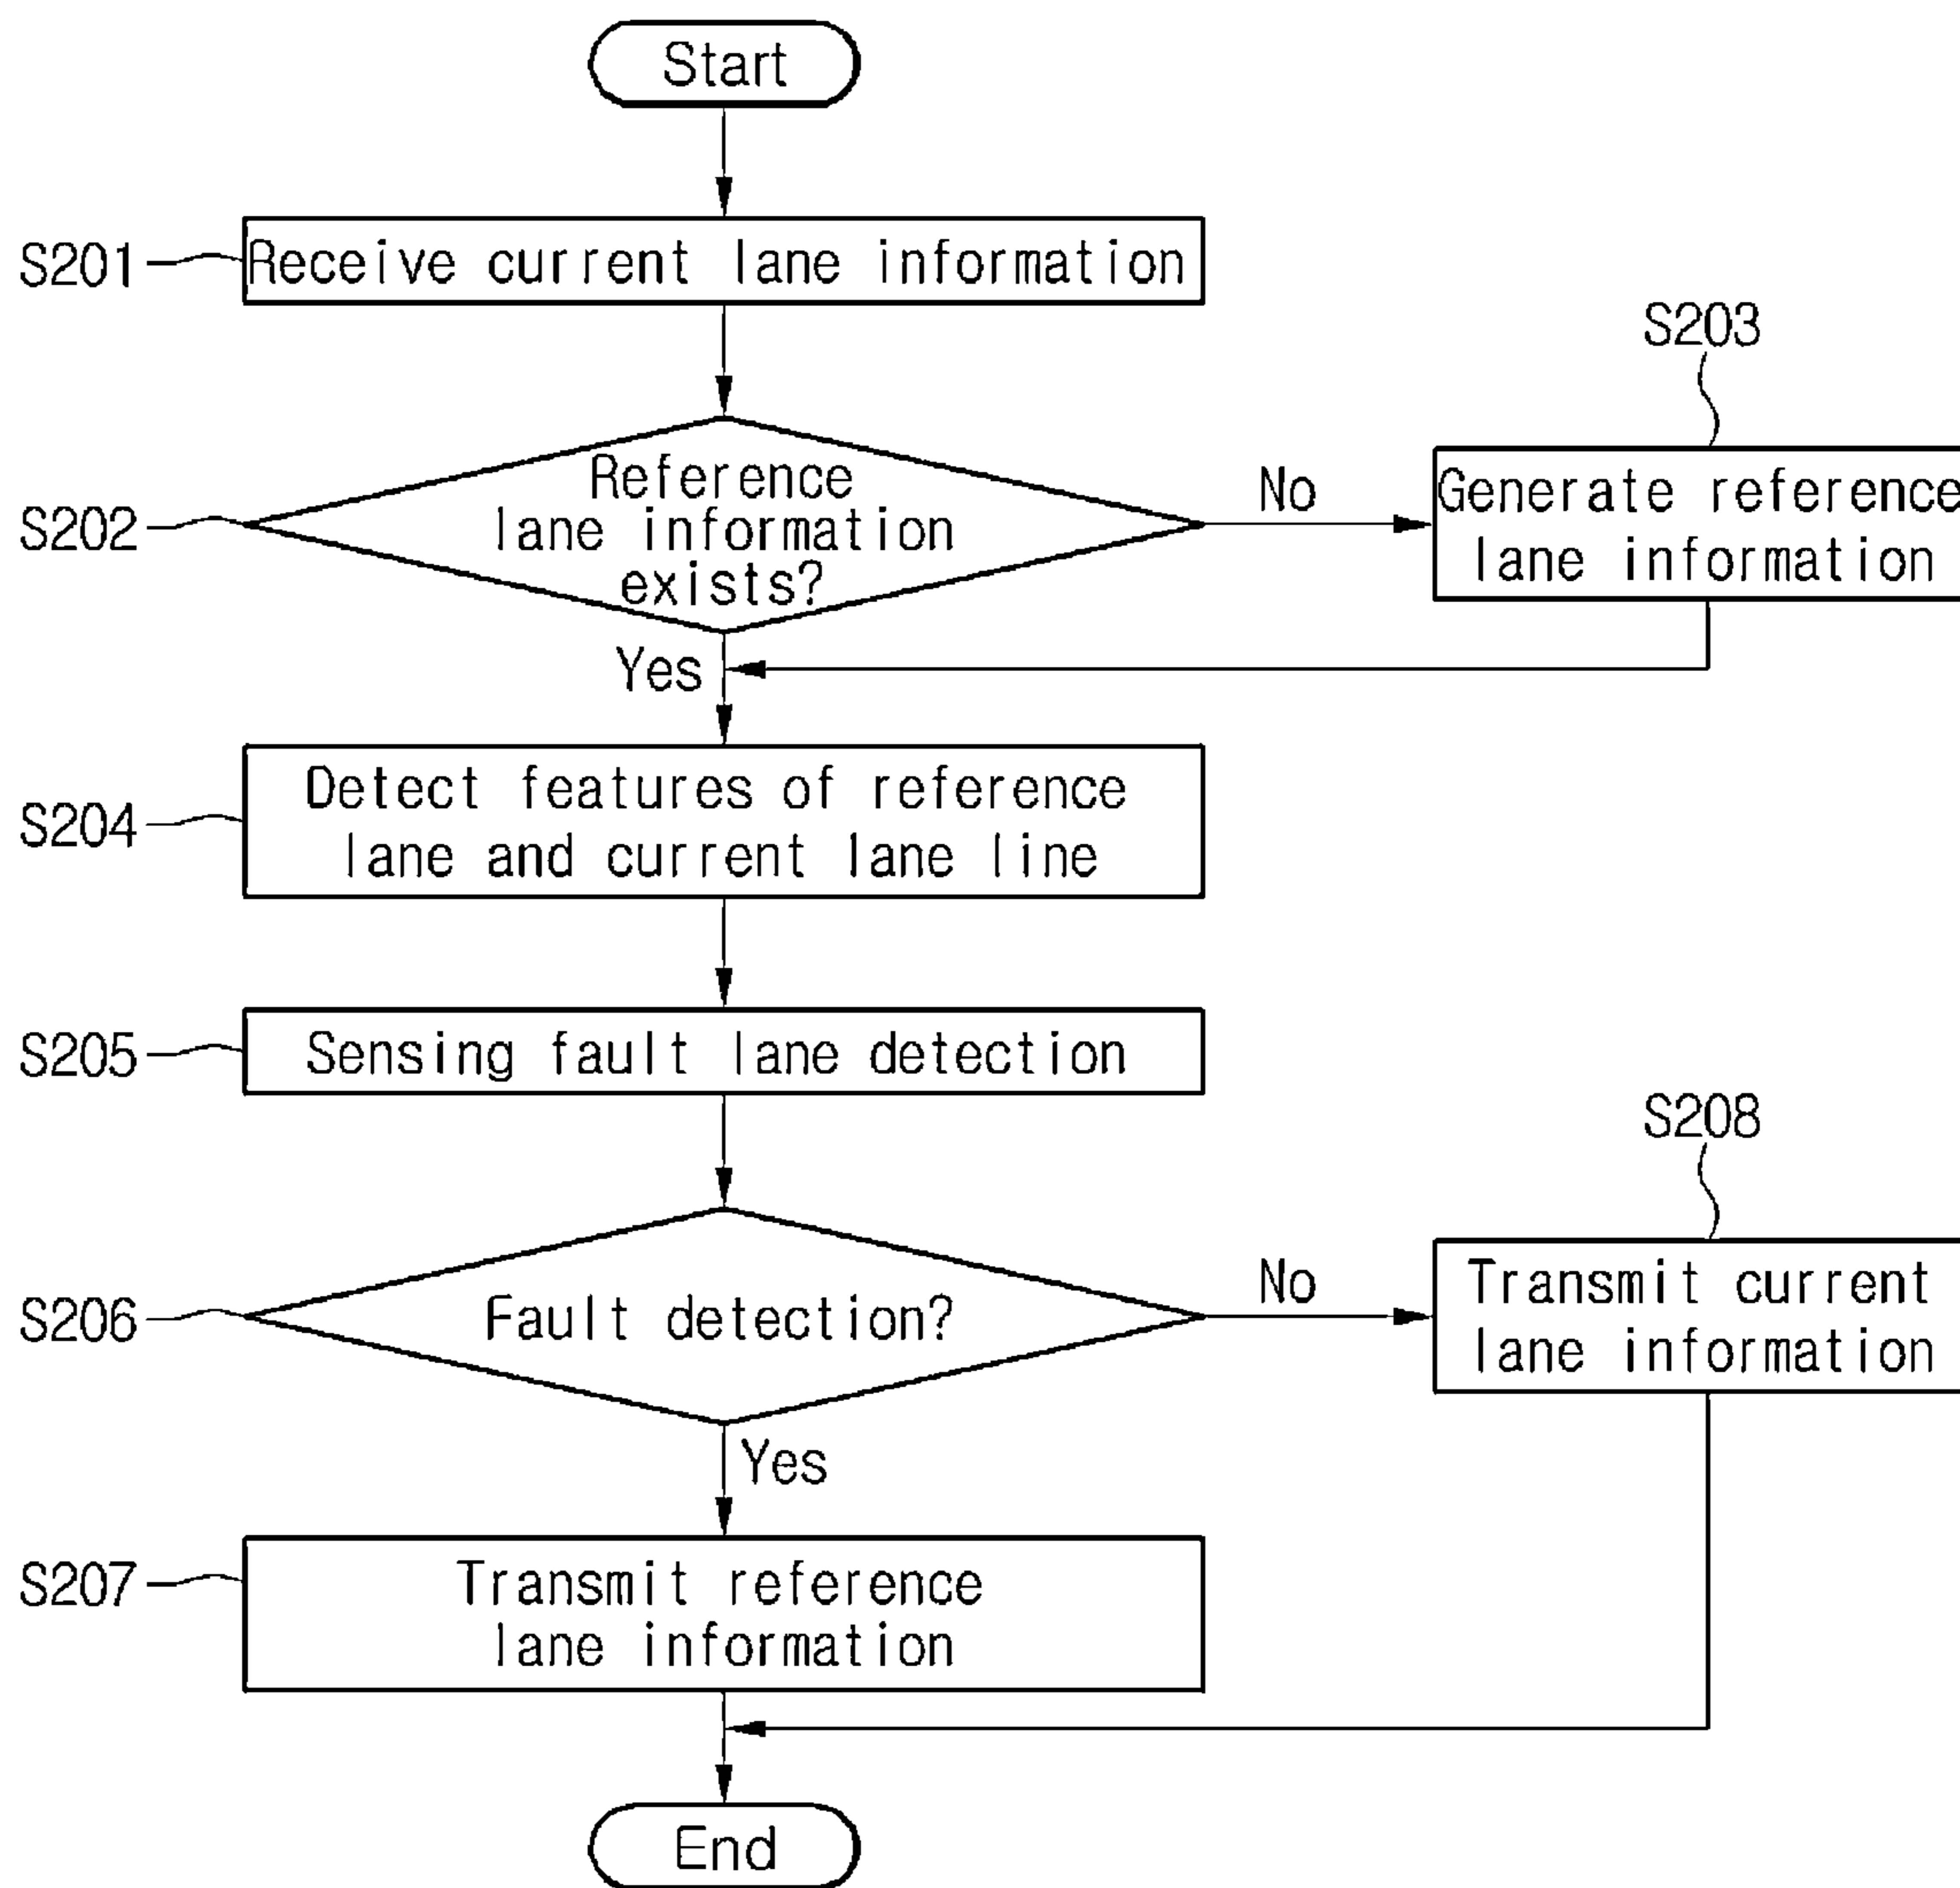 Start
S201
Receive current lane information
S203
S202
Reference
lane information
exists?
No
Generate reference
lane information
Yes
S204
Detect features of reference
lane and current lane line
S205
Sensing fault lane detection
S208
S206
Fault detection?
No
Transmit current
lane information
Yes
S207
Transmit reference
lane information
End